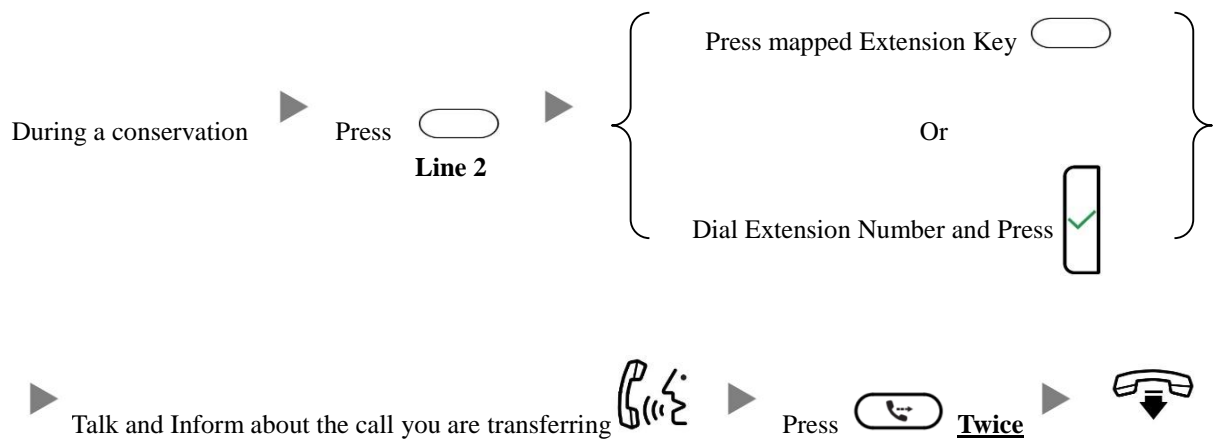 Press mapped Extension Key
During a conservation Press Or
Line 2
Dial Extension Number and Press
Talk and Inform about the call you are transferring Press Twice